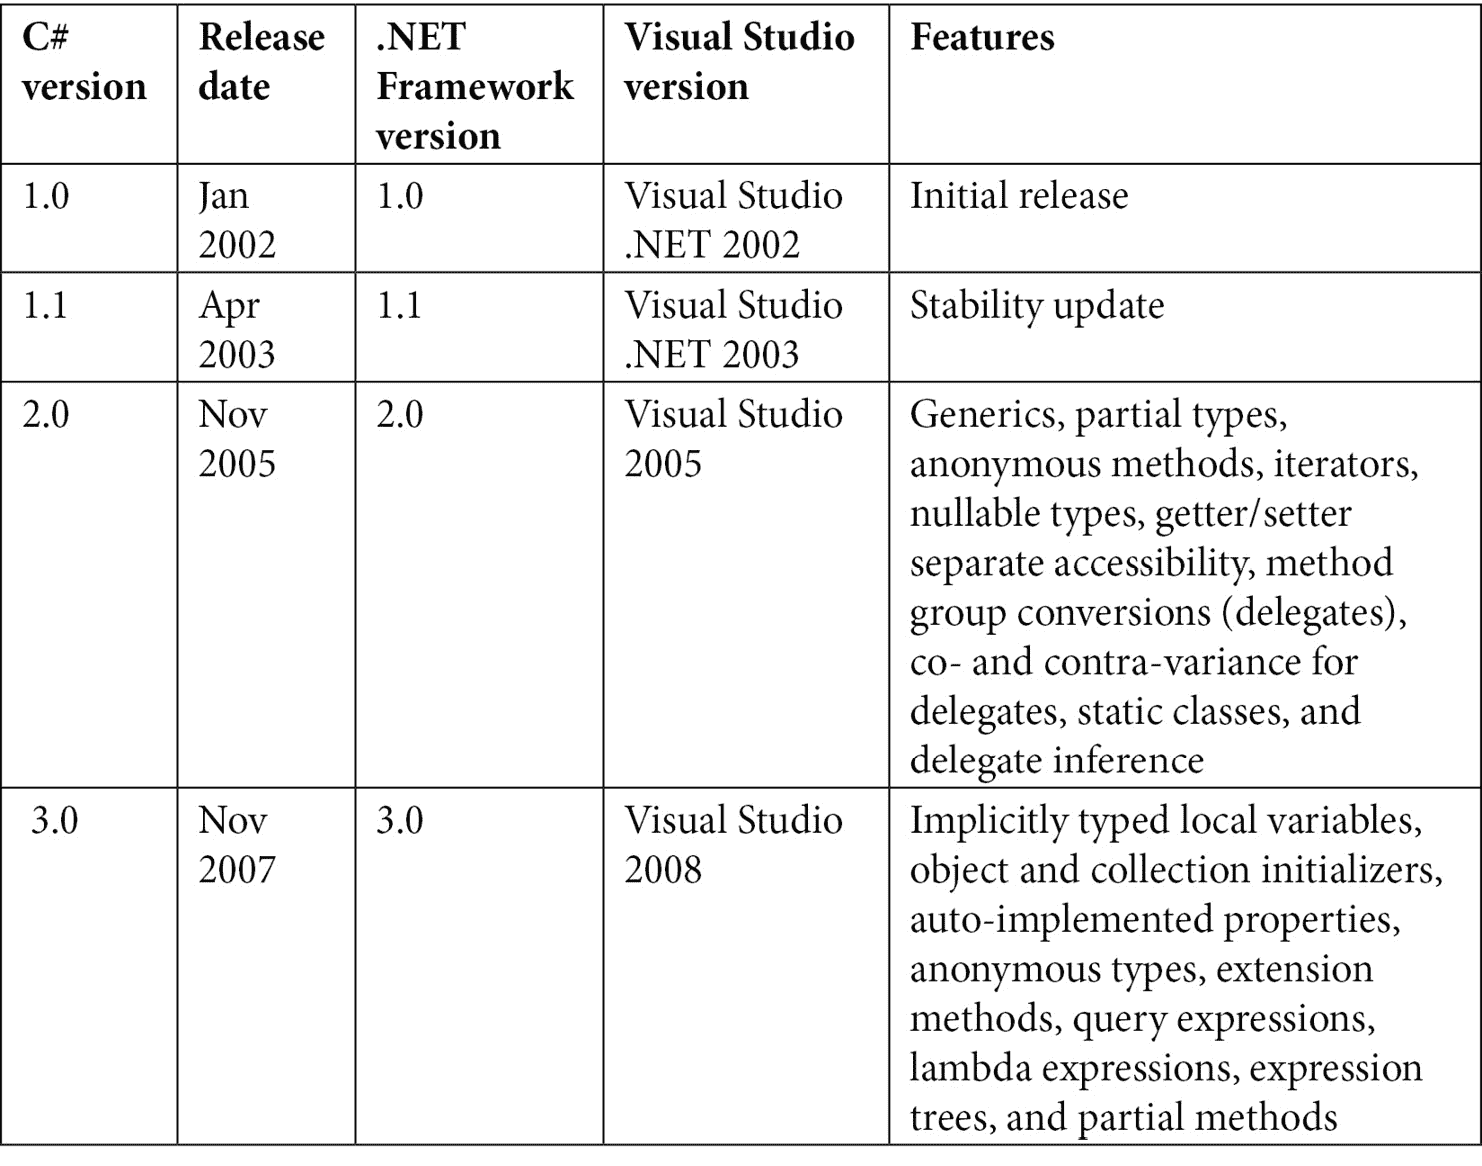 C#
version
Release
date
.NET
Framework
version
Visual Studio
version
Features
1.0
Jan
2002
1.0
Visual Studio
.NET 2002
Initial release
1.1
Apr
2003
1.1
Visual Studio
.NET 2003
Stability update
2.0
Nov
2005
2.0
Visual Studio
2005
Generics, partial types,
anonymous methods, iterators,
nullable types, getter/setter
separate accessibility, method
group conversions (delegates),
co- and contra-variance for
delegates, static classes, and
delegate inference
3.0
Nov
2007
3.0
Visual Studio
2008
Implicitly typed local variables,
object and collection initializers,
auto-implemented properties,
anonymous types, extension
methods, query expressions,
lambda expressions, expression
trees, and partial methods